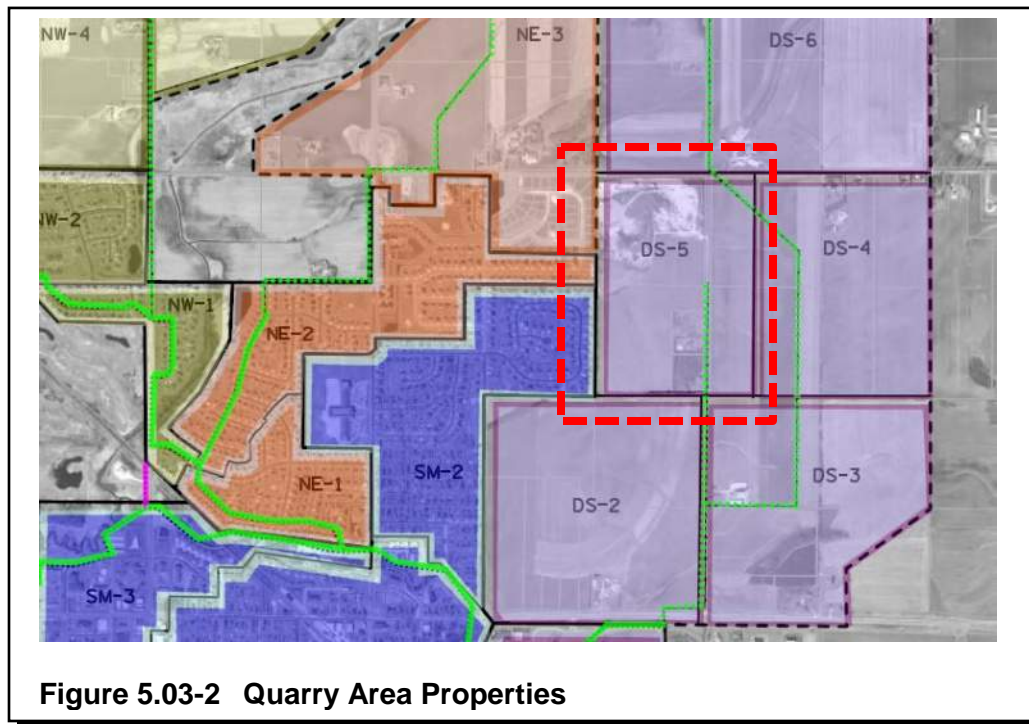 NW-4
NE-3
DS-6
NW-2
DS-5
DS-4
NW-1
NE-2
SM-2
NE-1
DS-3
DS-2
SM-3
Figure 5.03-2 Quarry Area Properties